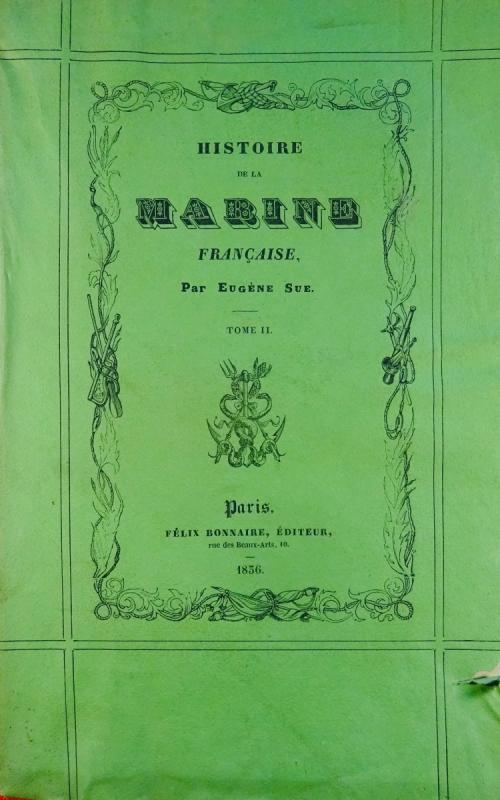 HISTOIRE
DE LA
MARINE
FRANÇAISE,
Par EUGÈNE SUE.
TOME II.
Paris.
FÉLIX BONNAIRE, ÉDITEUR,
rue des Beaux-Arts, 10.
1836.